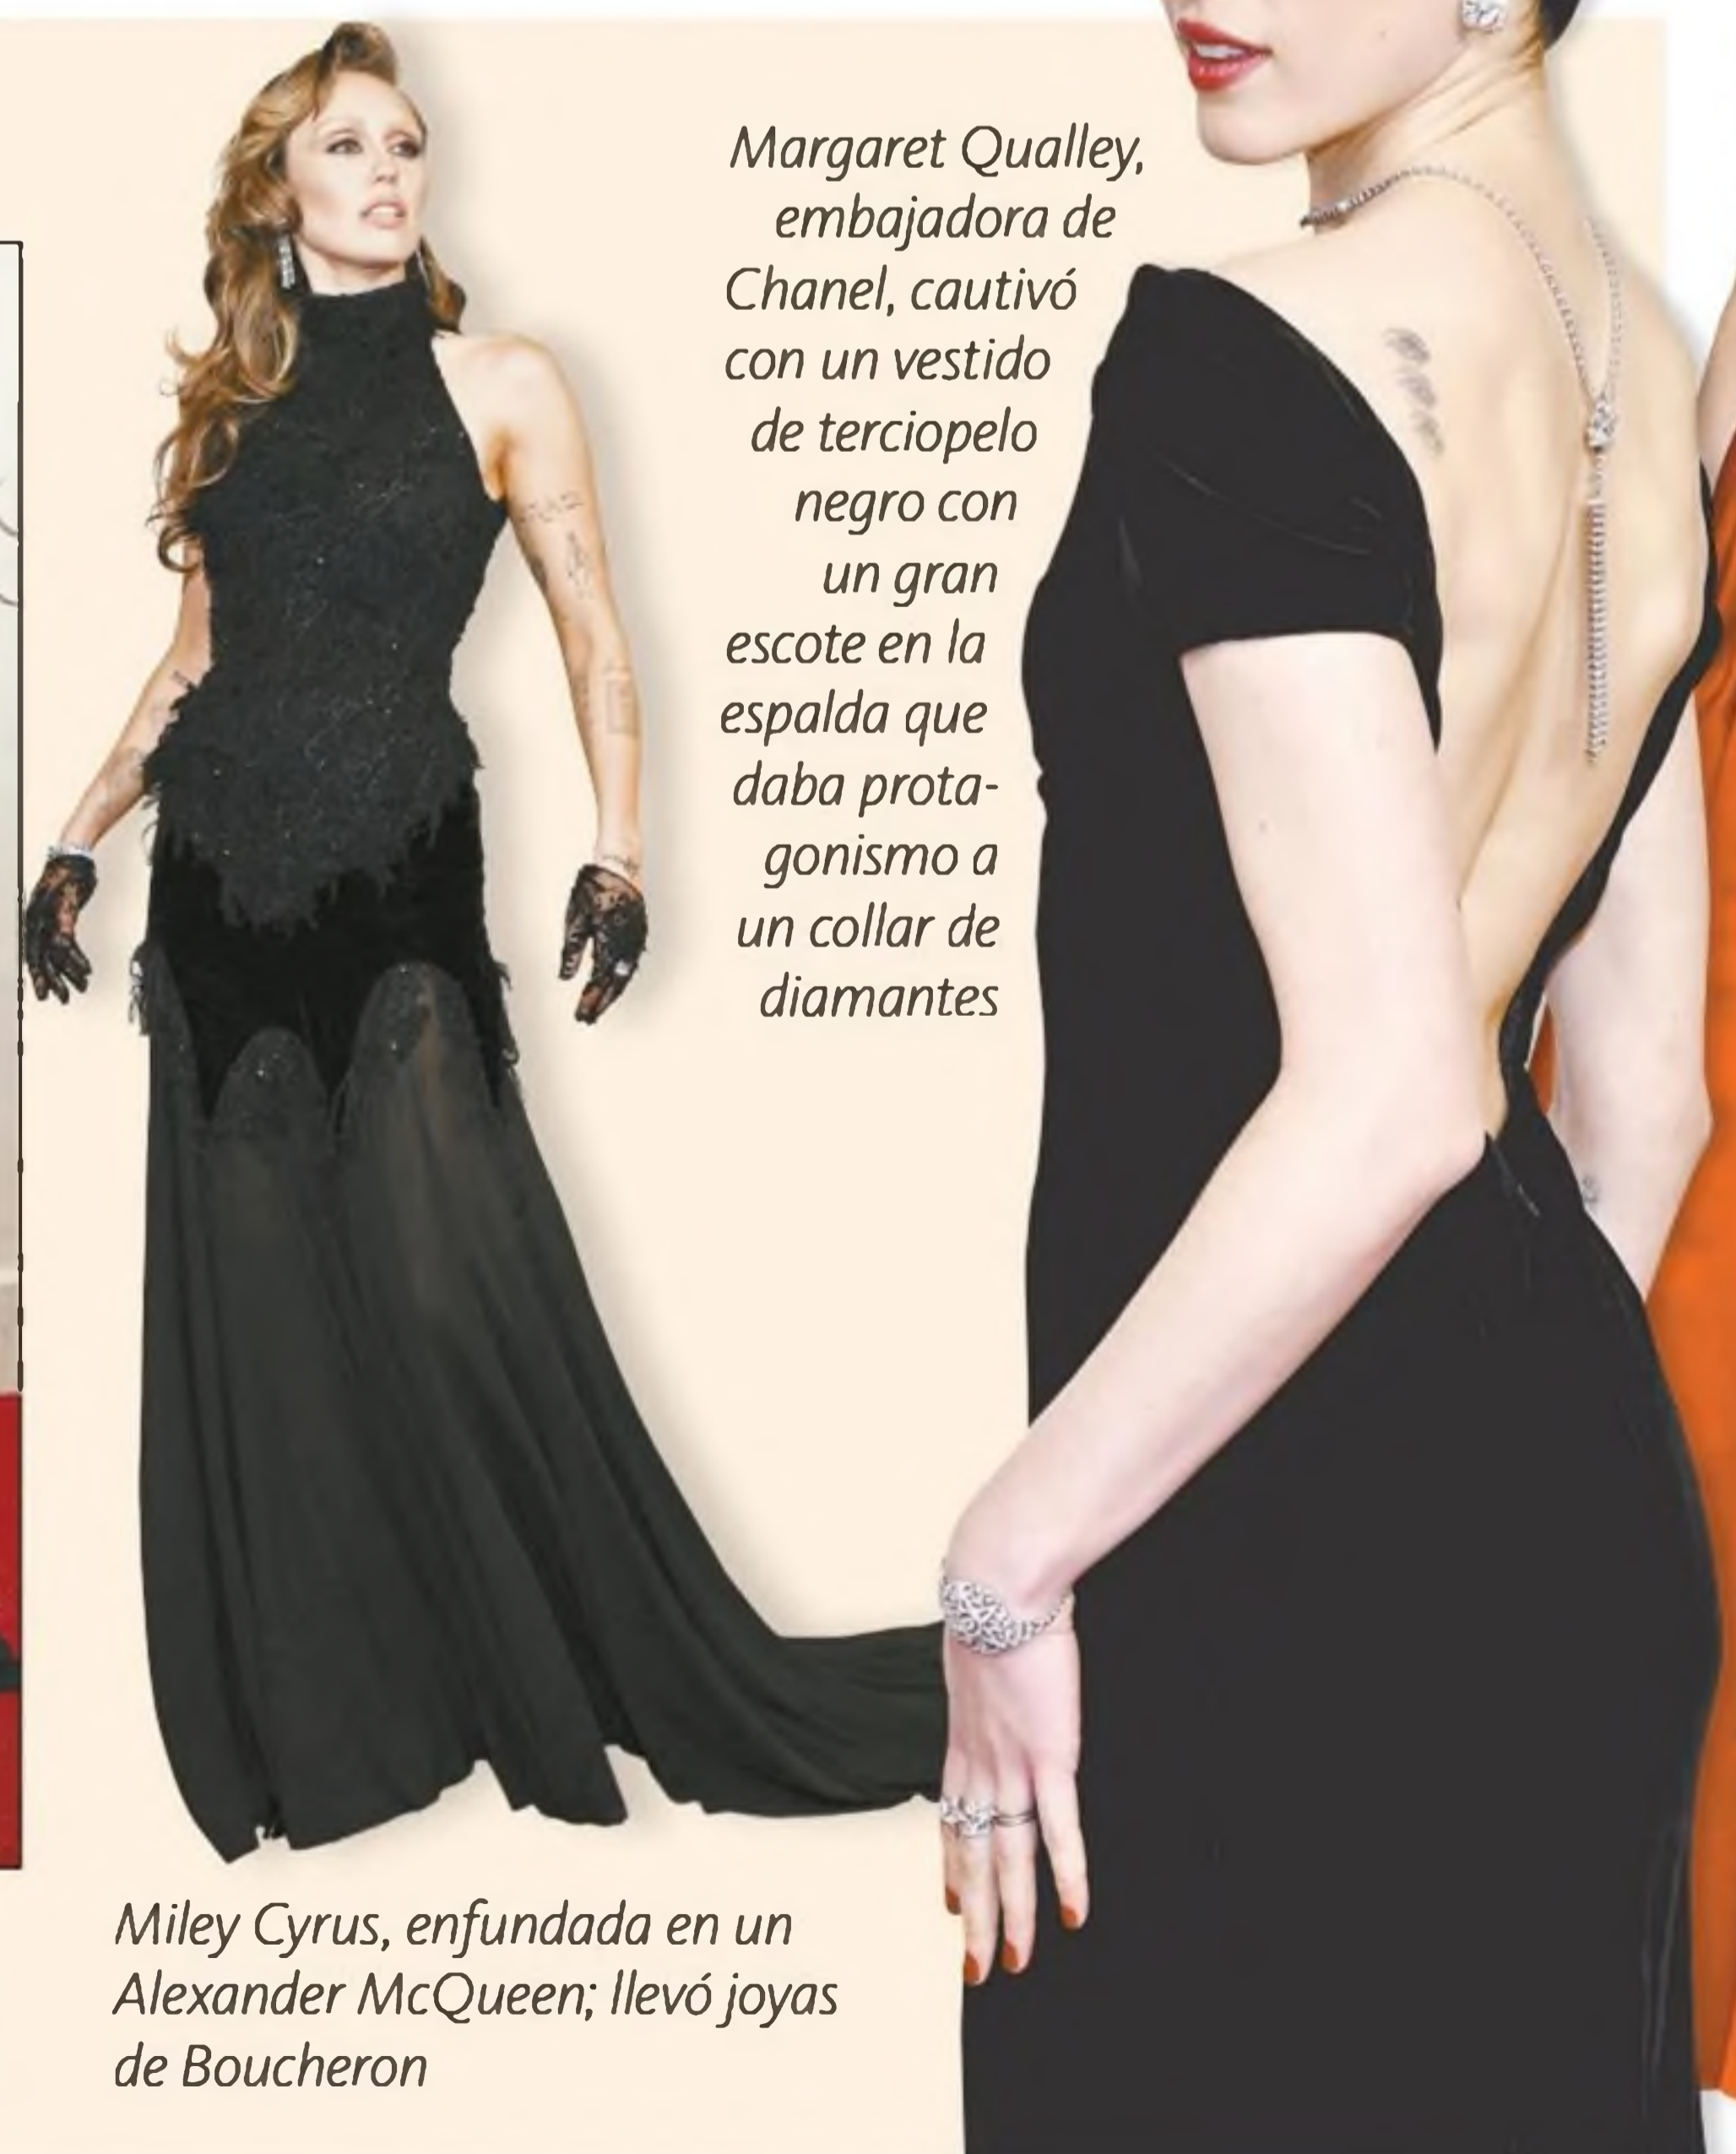 Margaret Qualley,
embajadora de
Chanel, cautivó
con un vestido
de terciopelo
negro con
un gran
escote en la
espalda que
daba prota-
gonismo a
un collar de
diamantes
Miley Cyrus, enfundada en un
Alexander McQueen; llevó joyas
de Boucheron